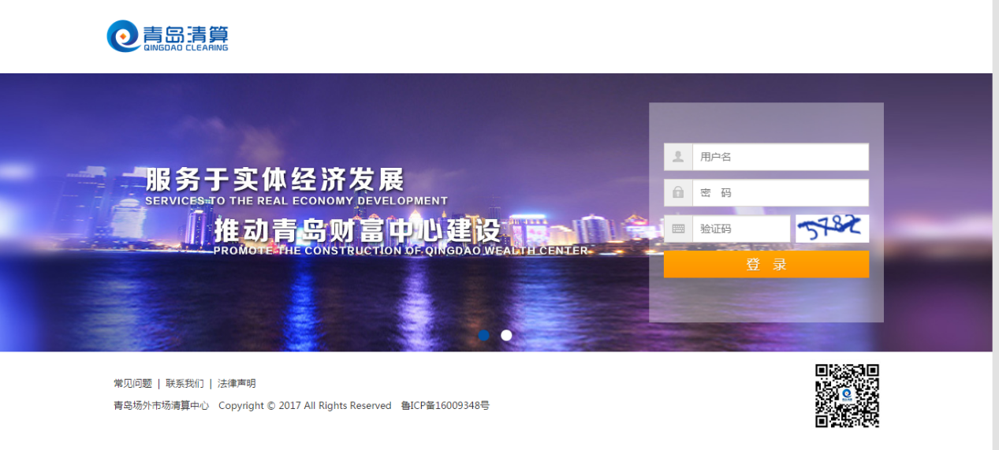 青岛清算
QINGDAO CLEARING
服务于实体经济发展
SERVICES TO THE REAL ECONOMY DEVELOPMENT
推动青岛财富中心建设
PROMOTE THE CONSTRUCTION OF QINGDAO WEALTH CENTER
用户名
密 码
验证码
5782
登 录
常见问题 | 联系我们 | 法律声明
青岛场外市场清算中心 Copyright © 2017 All Rights Reserved 鲁ICP备16009348号